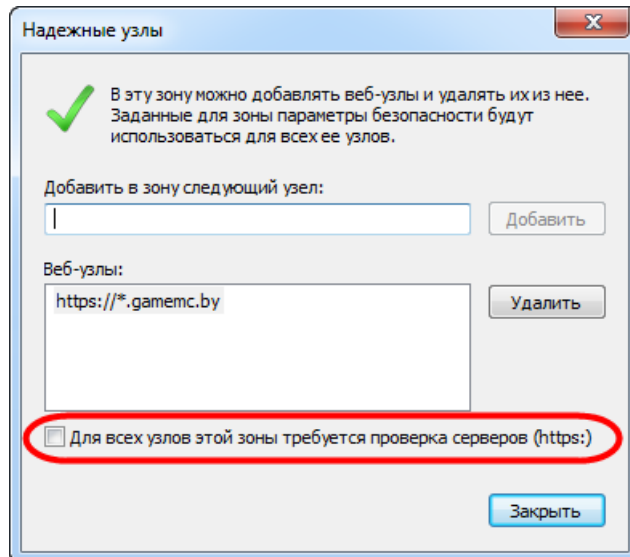 Надежные узлы
В эту зону можно добавлять веб-узлы и удалять их из нее.
Заданные для зоны параметры безопасности будут
использоваться для всех ее узлов.
Добавить в зону следующий узел:
Добавить
Веб-узлы:
https://*.gamemc.by
Удалить
Для всех узлов этой зоны требуется проверка серверов (https:)
Закрыть